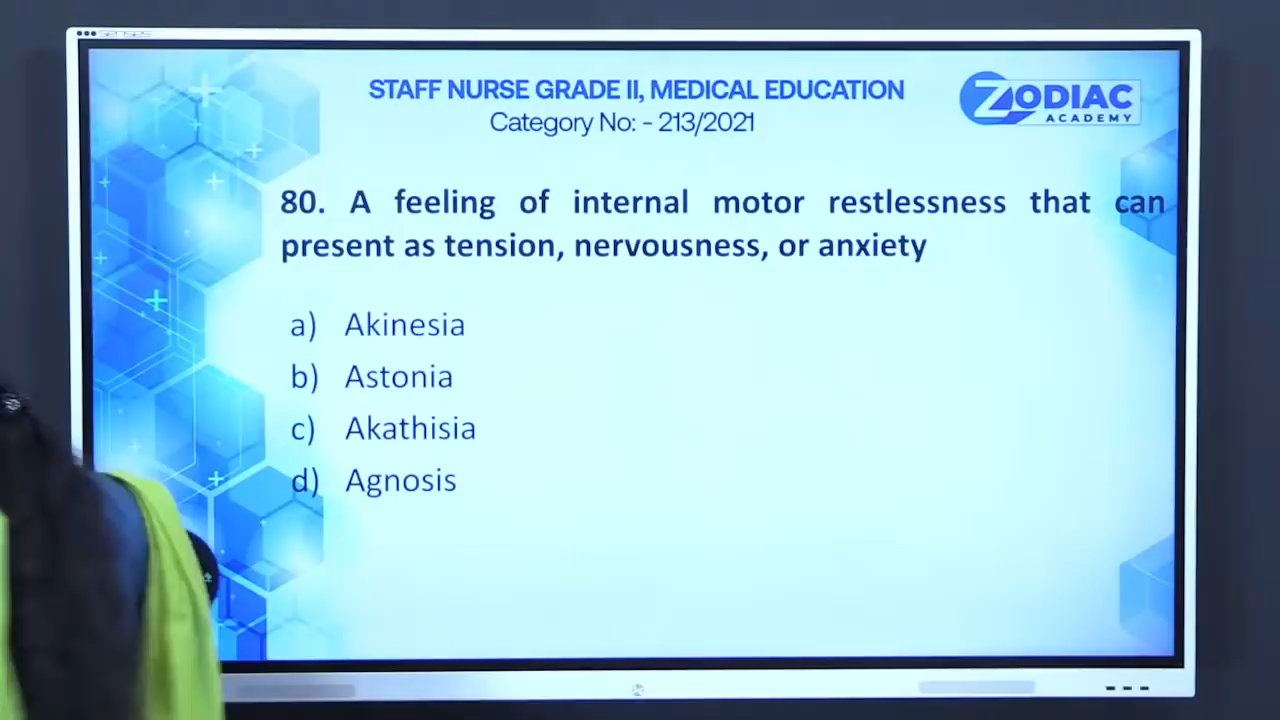 STAFF NURSE GRADE II, MEDICAL EDUCATION
Category No: - 213/2021
ZODIAC
ACADEMY
80. A feeling of internal motor restlessness that can
present as tension, nervousness, or anxiety
a) Akinesia
b) Astonia
c) Akathisia
d) Agnosis